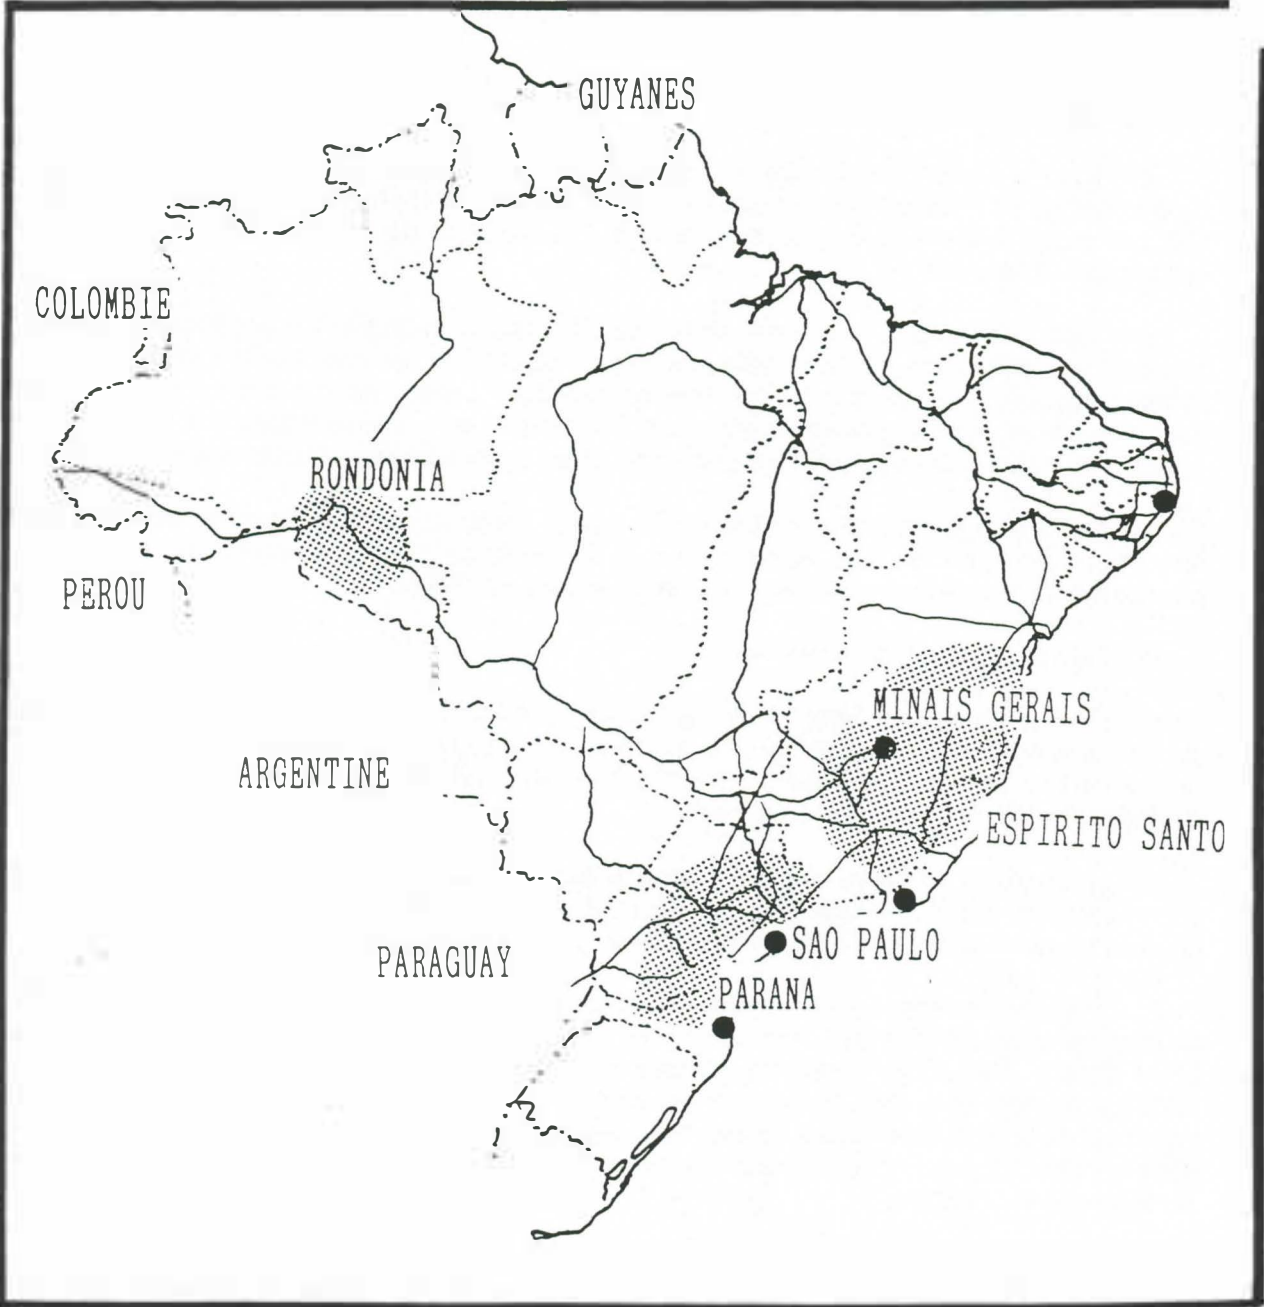 GUYANES
COLOMBIE
RONDONIA
PEROU
MINAIS GERAIS
ARGENTINE
ESPIRITO SANTO
SAO PAULO
PARAGUAY
PARANA